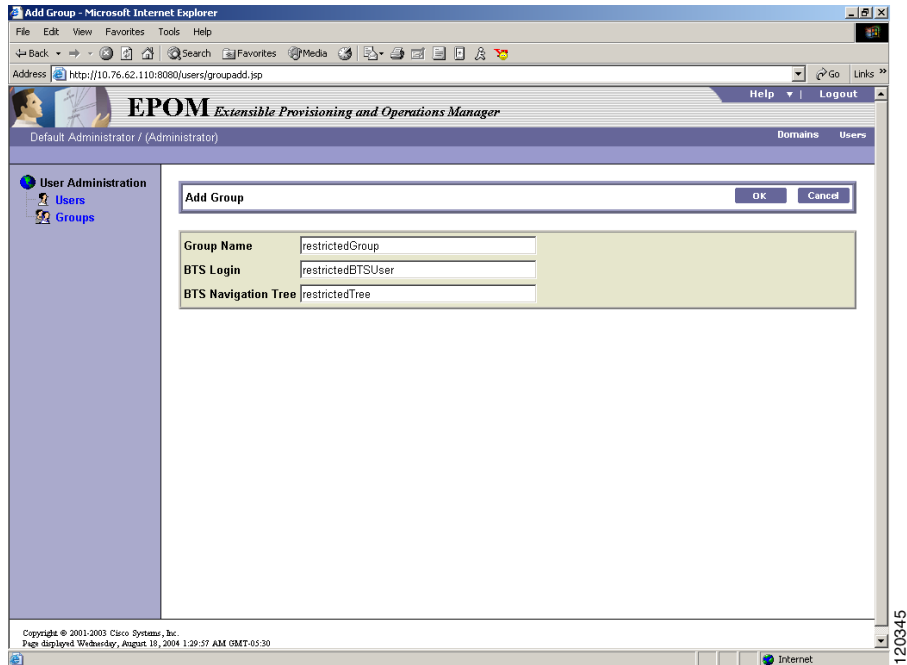 Add Group - Microsoft Internet Explorer
File Edit View Favorites Tools Help
Back Search Favorites Media
Address http://10.76.62.110:8080/users/groupadd.jsp Go Links »
Help | Logout
EPOM Extensible Provisioning and Operations Manager
Default Administrator / (Administrator) Domains Users
User Administration
Users
Groups
Add Group OK Cancel
Group Name restrictedGroup
BTS Login restrictedBTSUser
BTS Navigation Tree restrictedTree
Copyright © 2001-2003 Cisco Systems, Inc.
Page displayed Wednesday, August 18, 2004 1:29:57 AM GMT-05:30
Internet
120345